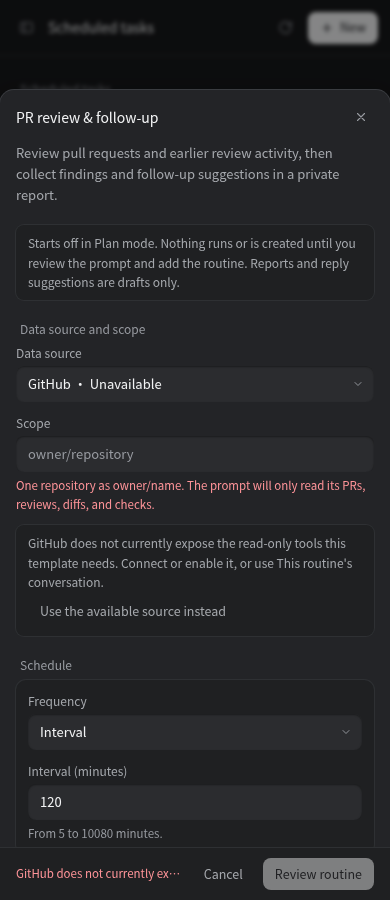 Scheduled tasks
New
PR review & follow-up
Review pull requests and earlier review activity, then
collect findings and follow-up suggestions in a private
report.
Starts off in Plan mode. Nothing runs or is created until you
review the prompt and add the routine. Reports and reply
suggestions are drafts only.
Data source and scope
Data source
GitHub • Unavailable
Scope
owner/repository
One repository as owner/name. The prompt will only read its PRs,
reviews, diffs, and checks.
GitHub does not currently expose the read-only tools this
template needs. Connect or enable it, or use This routine's
conversation.
Use the available source instead
Schedule
Frequency
Interval
Interval (minutes)
120
From 5 to 10080 minutes.
GitHub does not currently ex···
Cancel
Review routine